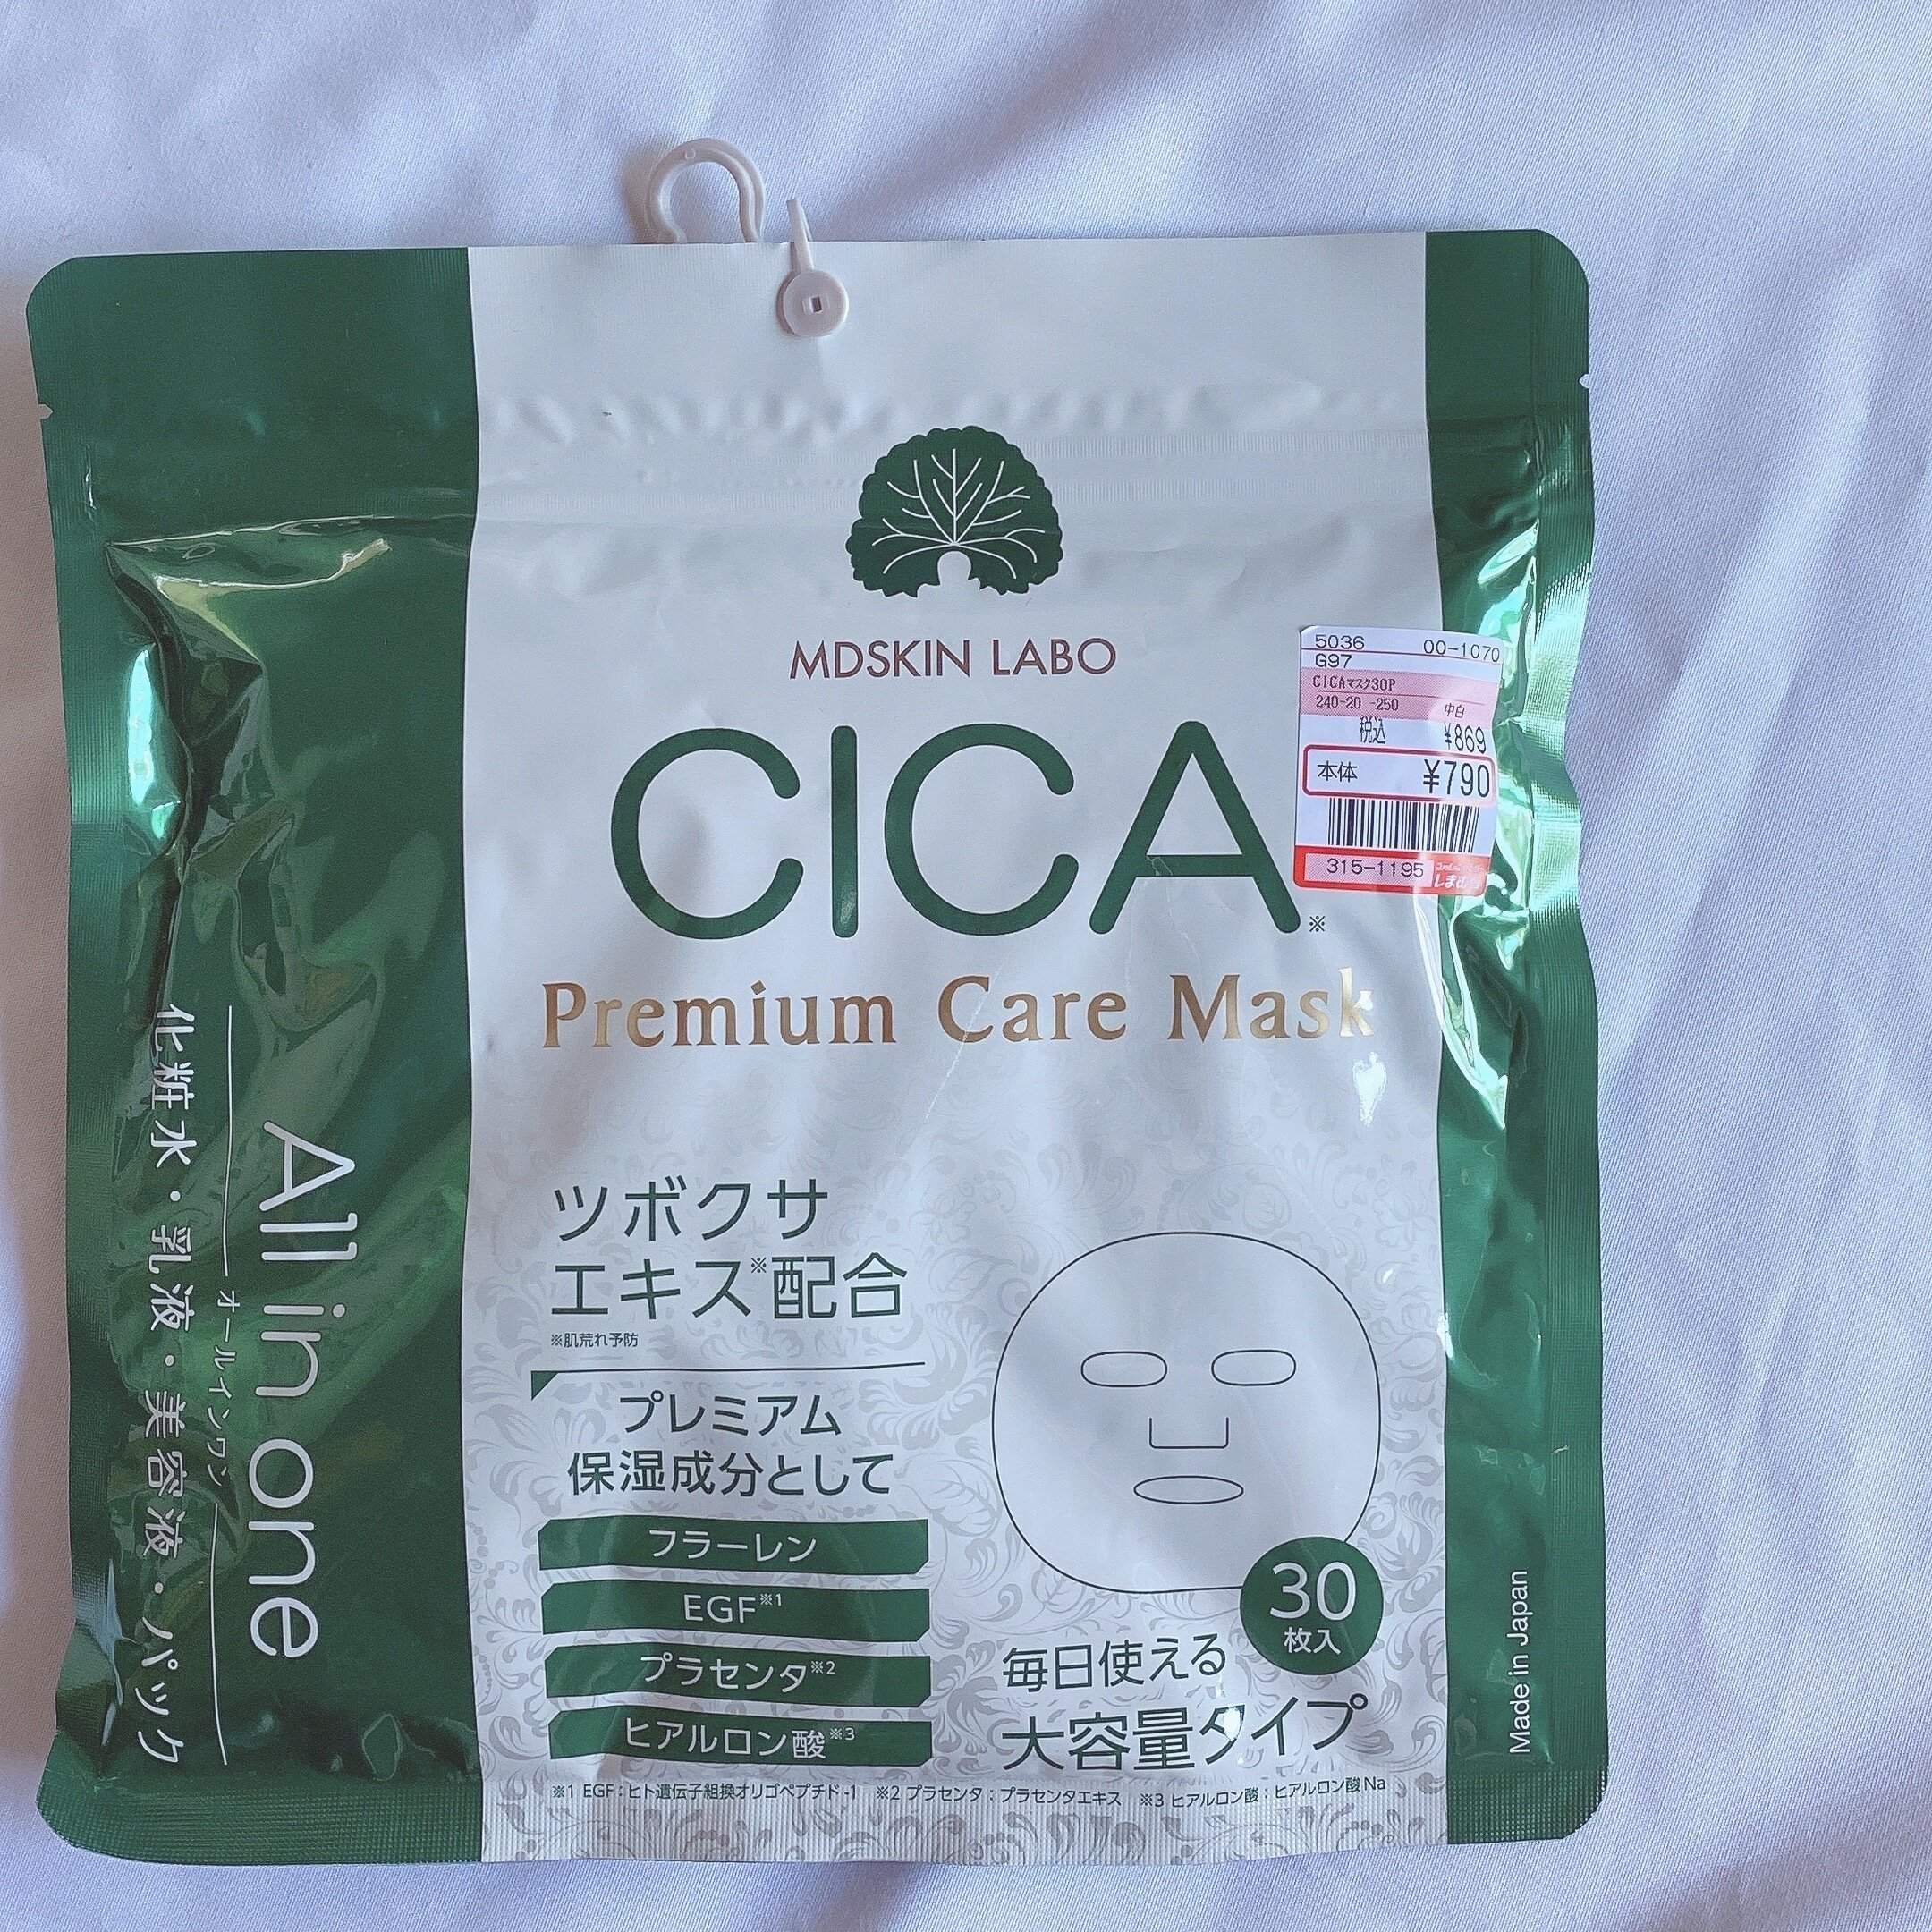 MDSKIN LABO
CICA※
Premium Care Mask
5036 00-1070
G97
CICAマスク30P
240-20 -250 中白
税込 ¥869
本体 ¥790
315-1195
ツボクサ
エキス※配合
※肌荒れ予防
プレミアム
保湿成分として
フラーレン
EGF※1
プラセンタ※2
ヒアルロン酸※3
30
枚入
毎日使える
大容量タイプ
※1 EGF：ヒト遺伝子組換オリゴペプチド-1 ※2 プラセンタ：プラセンタエキス ※3 ヒアルロン酸：ヒアルロン酸Na
All in one
オールインワン
化粧水・乳液・美容液・パック
Made in Japan